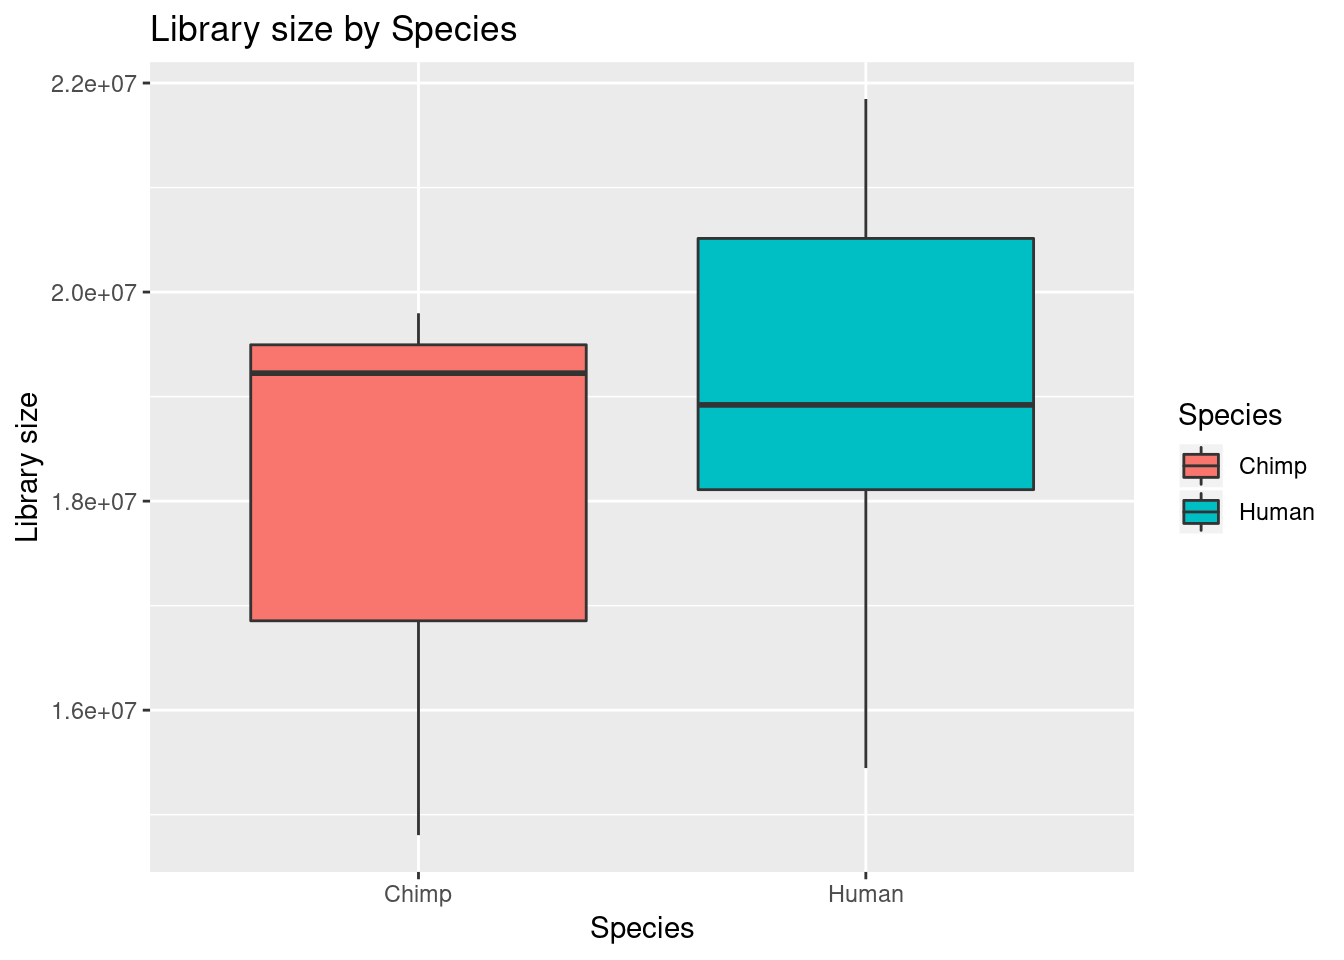 Library size by Species
2.2e+07
2.0e+07
1.8e+07
1.6e+07
Library size
Chimp
Human
Species
Species
Chimp
Human